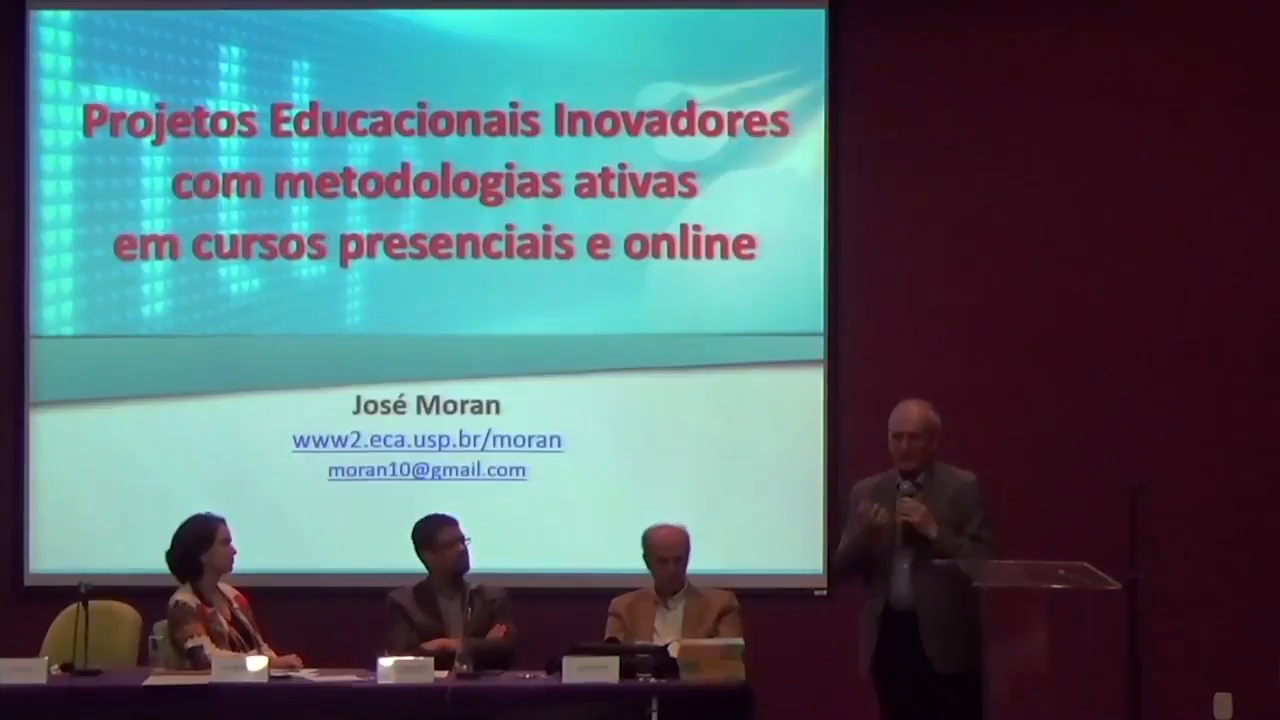 Projetos Educacionais Inovadores
com metodologias ativas
em cursos presenciais e online
José Moran
www2.eca.usp.br/moran
moran10@gmail.com